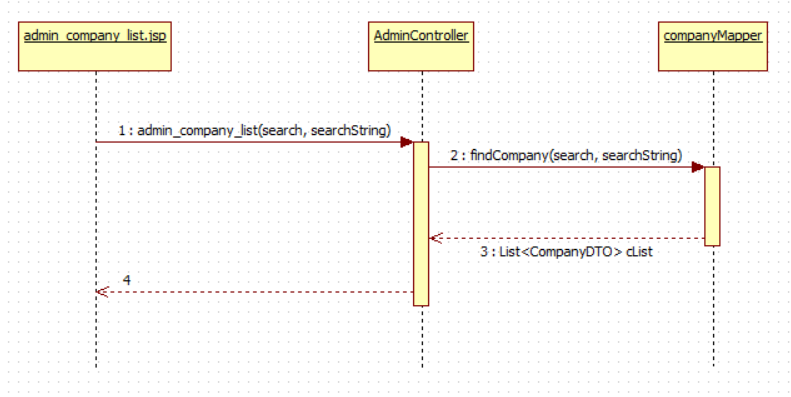 admin_company_list.jsp
AdminController
companyMapper
1 : admin_company_list(search, searchString)
2 : findCompany(search, searchString)
3 : List<CompanyDTO> cList
4